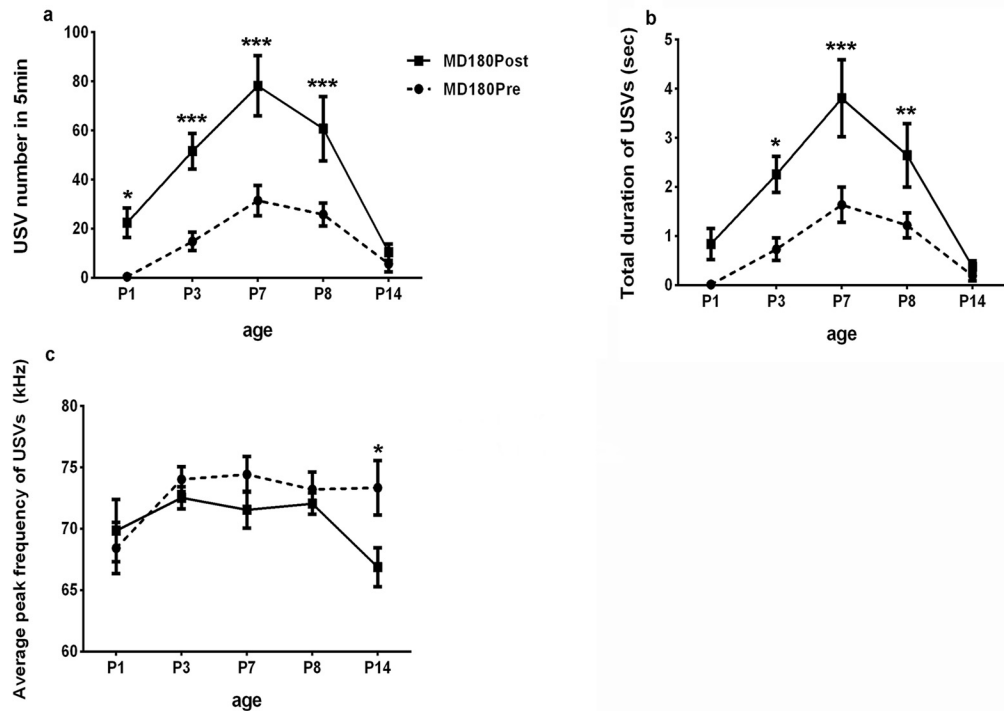 a
USV number in 5min
100
80
60
40
20
0
*
***
***
***
P1 P3 P7 P8 P14
age
MD180Post
MD180Pre
b
Total duration of USVs (sec)
5
4
3
2
1
0
*
***
**
P1 P3 P7 P8 P14
age
c
Average peak frequency of USVs (kHz)
80
75
70
65
60
*
P1 P3 P7 P8 P14
age